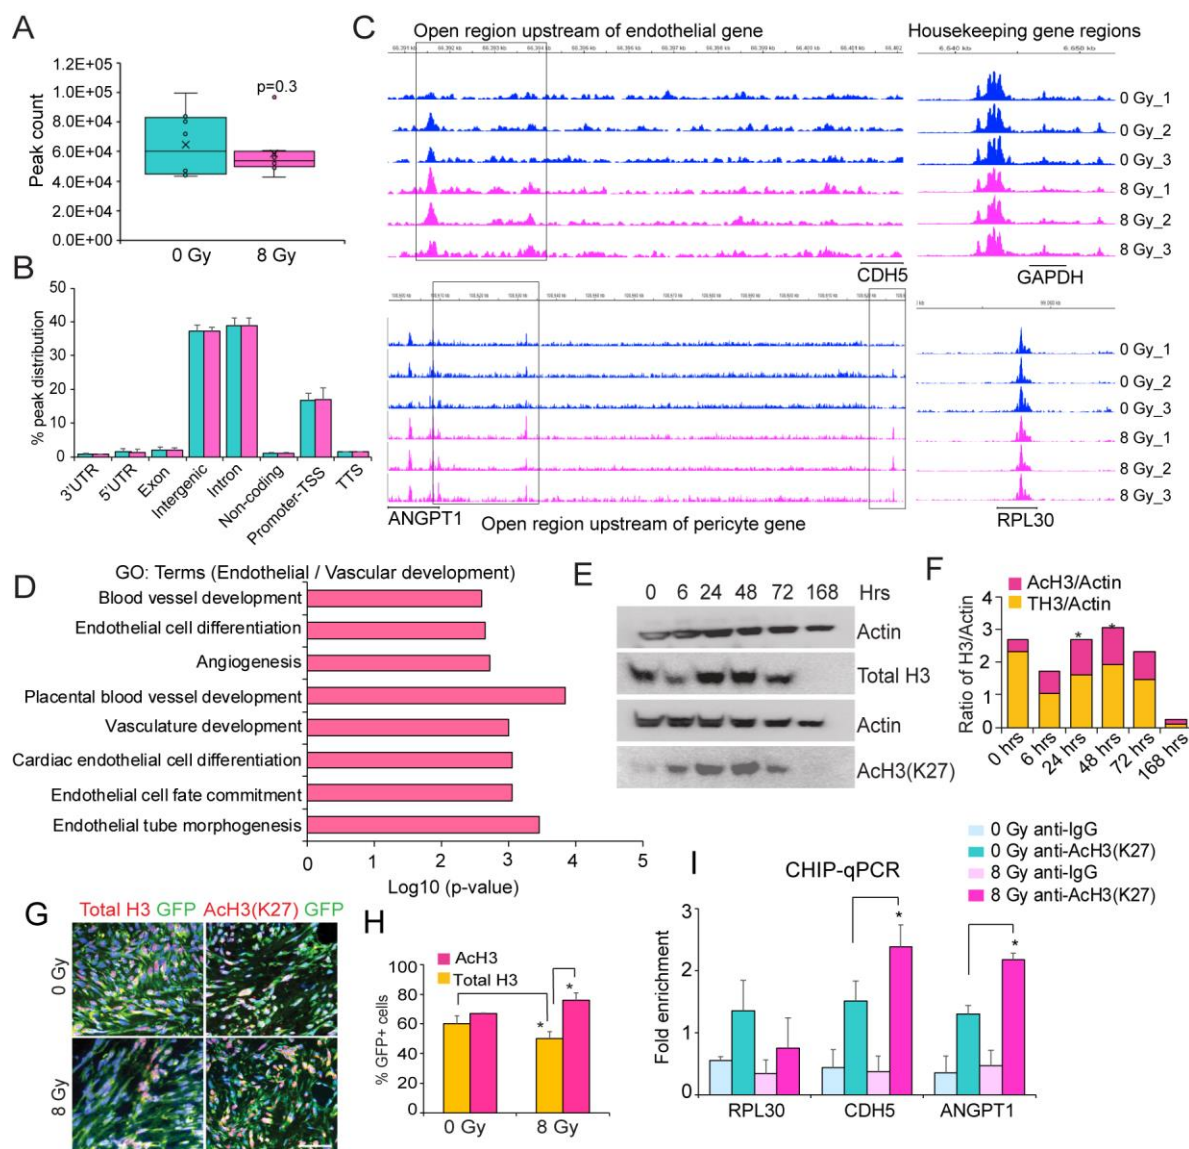 A
Peak count
1.2E+05
1.0E+05
8.0E+04
6.0E+04
4.0E+04
2.0E+04
0.0E+00
p=0.3
0 Gy
8 Gy
B
% peak distribution
50
40
30
20
10
0
3'UTR
5'UTR
Exon
Intergenic
Intron
Non-coding
Promoter-TSS
TTS
C
Open region upstream of endothelial gene
Housekeeping gene regions
0 Gy_1
0 Gy_2
0 Gy_3
8 Gy_1
8 Gy_2
8 Gy_3
CDH5
GAPDH
0 Gy_1
0 Gy_2
0 Gy_3
8 Gy_1
8 Gy_2
8 Gy_3
ANGPT1
Open region upstream of pericyte gene
RPL30
D
GO: Terms (Endothelial / Vascular development)
Blood vessel development
Endothelial cell differentiation
Angiogenesis
Placental blood vessel development
Vasculature development
Cardiac endothelial cell differentiation
Endothelial cell fate commitment
Endothelial tube morphogenesis
0 1 2 3 4 5
Log10 (p-value)
E
0 6 24 48 72 168 Hrs
Actin
Total H3
Actin
AcH3(K27)
F
AcH3/Actin
TH3/Actin
Ratio of H3/Actin
4
3
2
1
0
* *
0 hrs
6 hrs
24 hrs
48 hrs
72 hrs
168 hrs
G
Total H3 GFP AcH3(K27) GFP
0 Gy
8 Gy
H
AcH3
Total H3
% GFP+ cells
100
80
60
40
20
0
* *
0 Gy 8 Gy
I
CHIP-qPCR
0 Gy anti-IgG
0 Gy anti-AcH3(K27)
8 Gy anti-IgG
8 Gy anti-AcH3(K27)
Fold enrichment
3
2
1
0
* *
RPL30 CDH5 ANGPT1